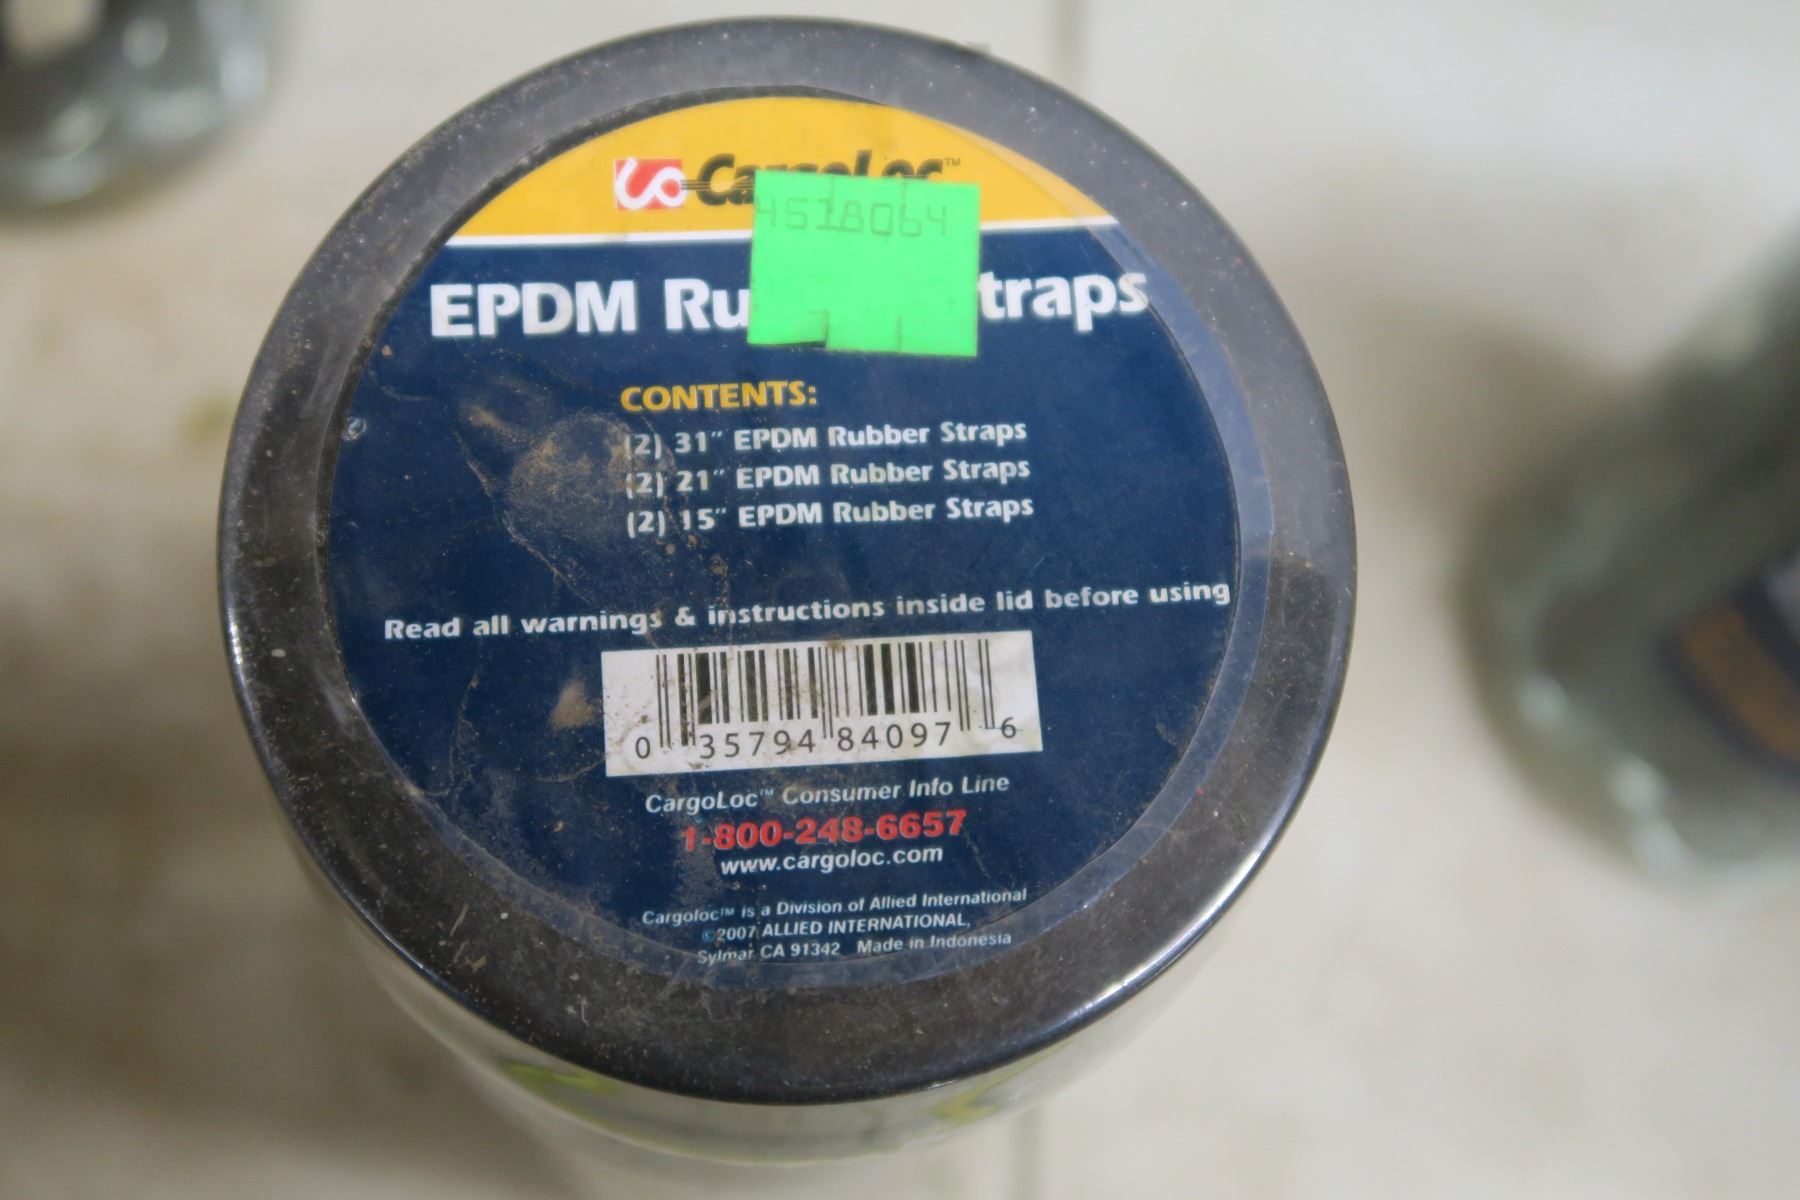 CargoLoc™
4518064
EPDM Ru traps
CONTENTS:
(2) 31" EPDM Rubber Straps
(2) 21" EPDM Rubber Straps
(2) 15" EPDM Rubber Straps
Read all warnings & instructions inside lid before using
0 35794 84097 6
CargoLoc™ Consumer Info Line
1-800-248-6657
www.cargoloc.com
Cargoloc™ is a Division of Allied International
©2007 ALLIED INTERNATIONAL,
Sylmar CA 91342 Made in Indonesia